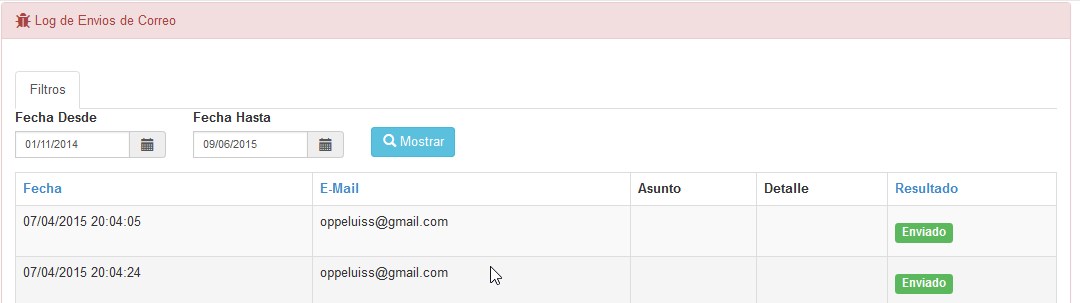 Log de Envios de Correo
Filtros
Fecha Desde Fecha Hasta
01/11/2014 09/06/2015 Mostrar
Fecha E-Mail Asunto Detalle Resultado
07/04/2015 20:04:05 oppeluiss@gmail.com Enviado
07/04/2015 20:04:24 oppeluiss@gmail.com Enviado